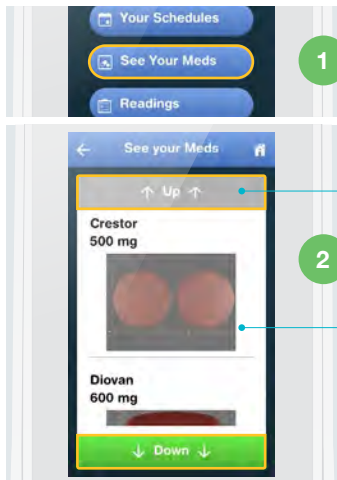 Your Schedules
See Your Meds
1
Readings
See your Meds
↑ Up ↑
Crestor
500 mg
2
Diovan
600 mg
↓ Down ↓